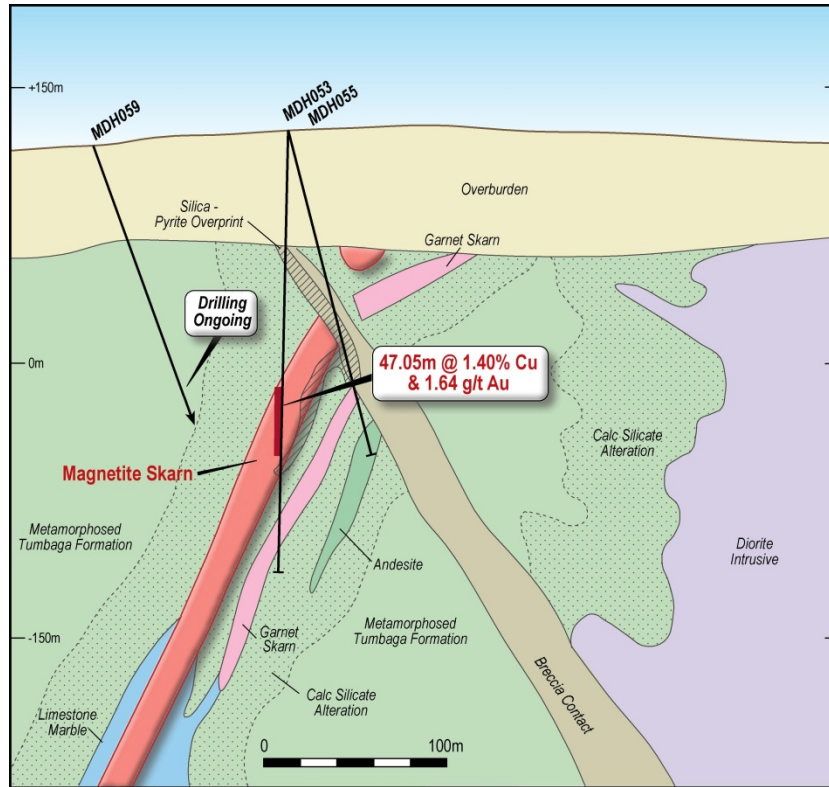 +150m
MDH059
MDH053
MDH055
Overburden
Silica -
Pyrite Overprint
Garnet Skarn
Drilling
Ongoing
0m
47.05m @ 1.40% Cu
& 1.64 g/t Au
Calc Silicate
Alteration
Magnetite Skarn
Metamorphosed
Tumbaga Formation
Diorite
Intrusive
Andesite
Metamorphosed
Tumbaga Formation
-150m
Garnet
Skarn
Breccia Contact
Calc Silicate
Alteration
Limestone
Marble
0
100m